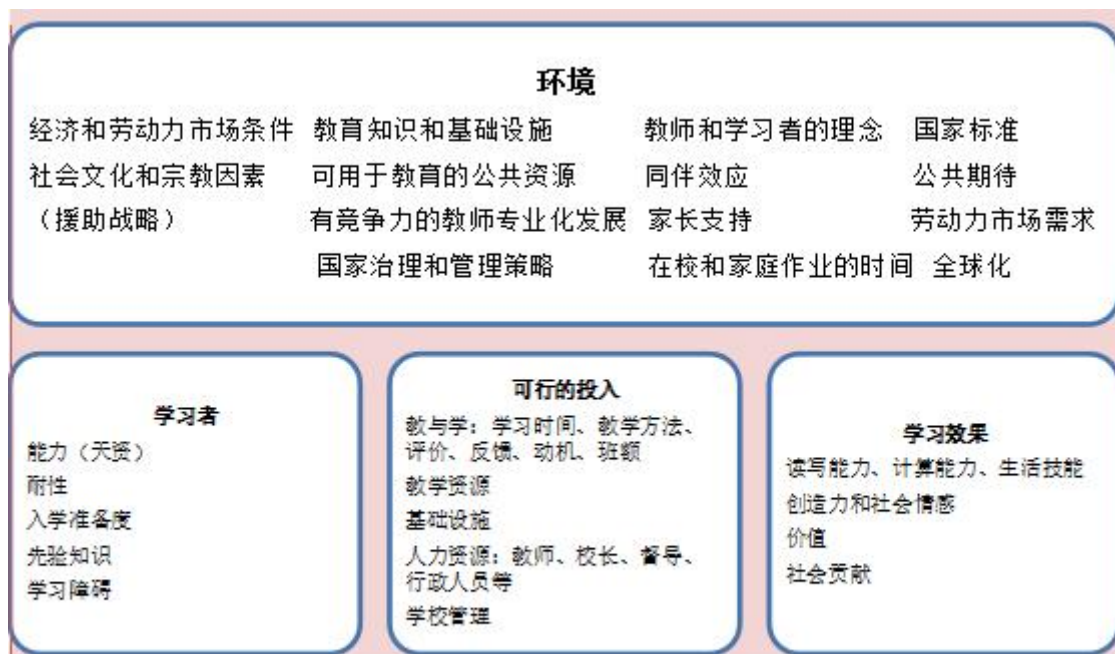 环境
经济和劳动力市场条件 教育知识和基础设施 教师和学习者的理念 国家标准
社会文化和宗教因素 可用于教育的公共资源 同伴效应 公共期待
（援助战略） 有竞争力的教师专业化发展 家长支持 劳动力市场需求
国家治理和管理策略 在校和家庭作业的时间 全球化
学习者
能力（天资）
耐性
入学准备度
先验知识
学习障碍
可行的投入
教与学：学习时间、教学方法、
评价、反馈、动机、班额
教学资源
基础设施
人力资源：教师、校长、督导、
行政人员等
学校管理
学习效果
读写能力、计算能力、生活技能
创造力和社会情感
价值
社会贡献